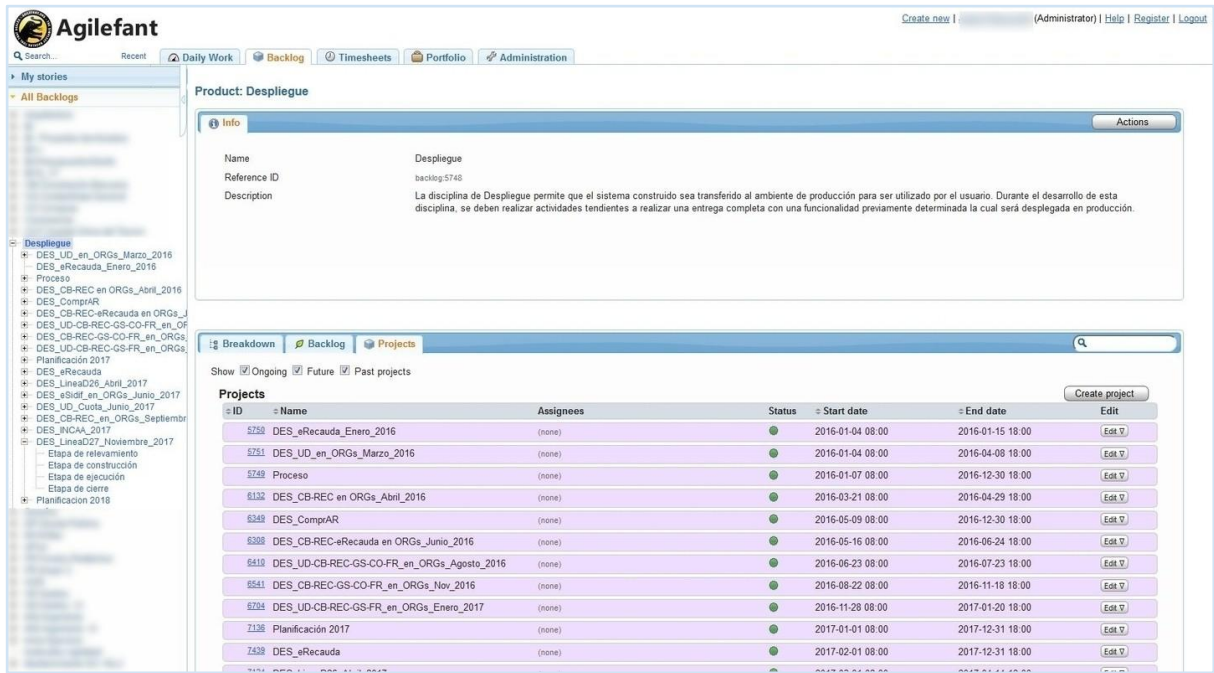 Agilefant
Create new | (Administrator) | Help | Register | Logout
Search... Recent Daily Work Backlog Timesheets Portfolio Administration
My stories
All Backlogs
Despliegue
DES_UD_en_ORGs_Marzo_2016
DES_eRecauda_Enero_2016
Proceso
DES_CB-REC en ORGs_Abril_2016
DES_ComprAR
DES_CB-REC-eRecauda en ORGs_J
DES_UD-CB-REC-GS-CO-FR_en_OF
DES_CB-REC-GS-CO-FR_en_ORGs_
DES_UD-CB-REC-GS-FR_en_ORGs_
Planificación 2017
DES_eRecauda
DES_LineaD26_Abril_2017
DES_eSidif_en_ORGs_Junio_2017
DES_UD_Cuota_Junio_2017
DES_CB-REC_en_ORGs_Septiembr
DES_INCAA_2017
DES_LineaD27_Noviembre_2017
Etapa de relevamiento
Etapa de construcción
Etapa de ejecución
Etapa de cierre
Planificacion 2018
Product: Despliegue
Info Actions
Name Despliegue
Reference ID backlog:5748
Description La disciplina de Despliegue permite que el sistema construido sea transferido al ambiente de producción para ser utilizado por el usuario. Durante el desarrollo de esta
disciplina, se deben realizar actividades tendientes a realizar una entrega completa con una funcionalidad previamente determinada la cual será desplegada en producción.
Breakdown Backlog Projects
Show Ongoing Future Past projects
Projects Create project
ID Name Assignees Status Start date End date Edit
5750 DES_eRecauda_Enero_2016 (none) 2016-01-04 08:00 2016-01-15 18:00 Edit
5751 DES_UD_en_ORGs_Marzo_2016 (none) 2016-01-04 08:00 2016-04-08 18:00 Edit
5749 Proceso (none) 2016-01-07 08:00 2016-12-30 18:00 Edit
6132 DES_CB-REC en ORGs_Abril_2016 (none) 2016-03-21 08:00 2016-04-29 18:00 Edit
6349 DES_ComprAR (none) 2016-05-09 08:00 2016-12-30 18:00 Edit
6308 DES_CB-REC-eRecauda en ORGs_Junio_2016 (none) 2016-05-16 08:00 2016-06-24 18:00 Edit
6410 DES_UD-CB-REC-GS-CO-FR_en_ORGs_Agosto_2016 (none) 2016-06-23 08:00 2016-07-23 18:00 Edit
6541 DES_CB-REC-GS-CO-FR_en_ORGs_Nov_2016 (none) 2016-08-22 08:00 2016-11-18 18:00 Edit
6704 DES_UD-CB-REC-GS-FR_en_ORGs_Enero_2017 (none) 2016-11-28 08:00 2017-01-20 18:00 Edit
7136 Planificación 2017 (none) 2017-01-01 08:00 2017-12-31 18:00 Edit
7439 DES_eRecauda (none) 2017-02-01 08:00 2017-12-31 18:00 Edit